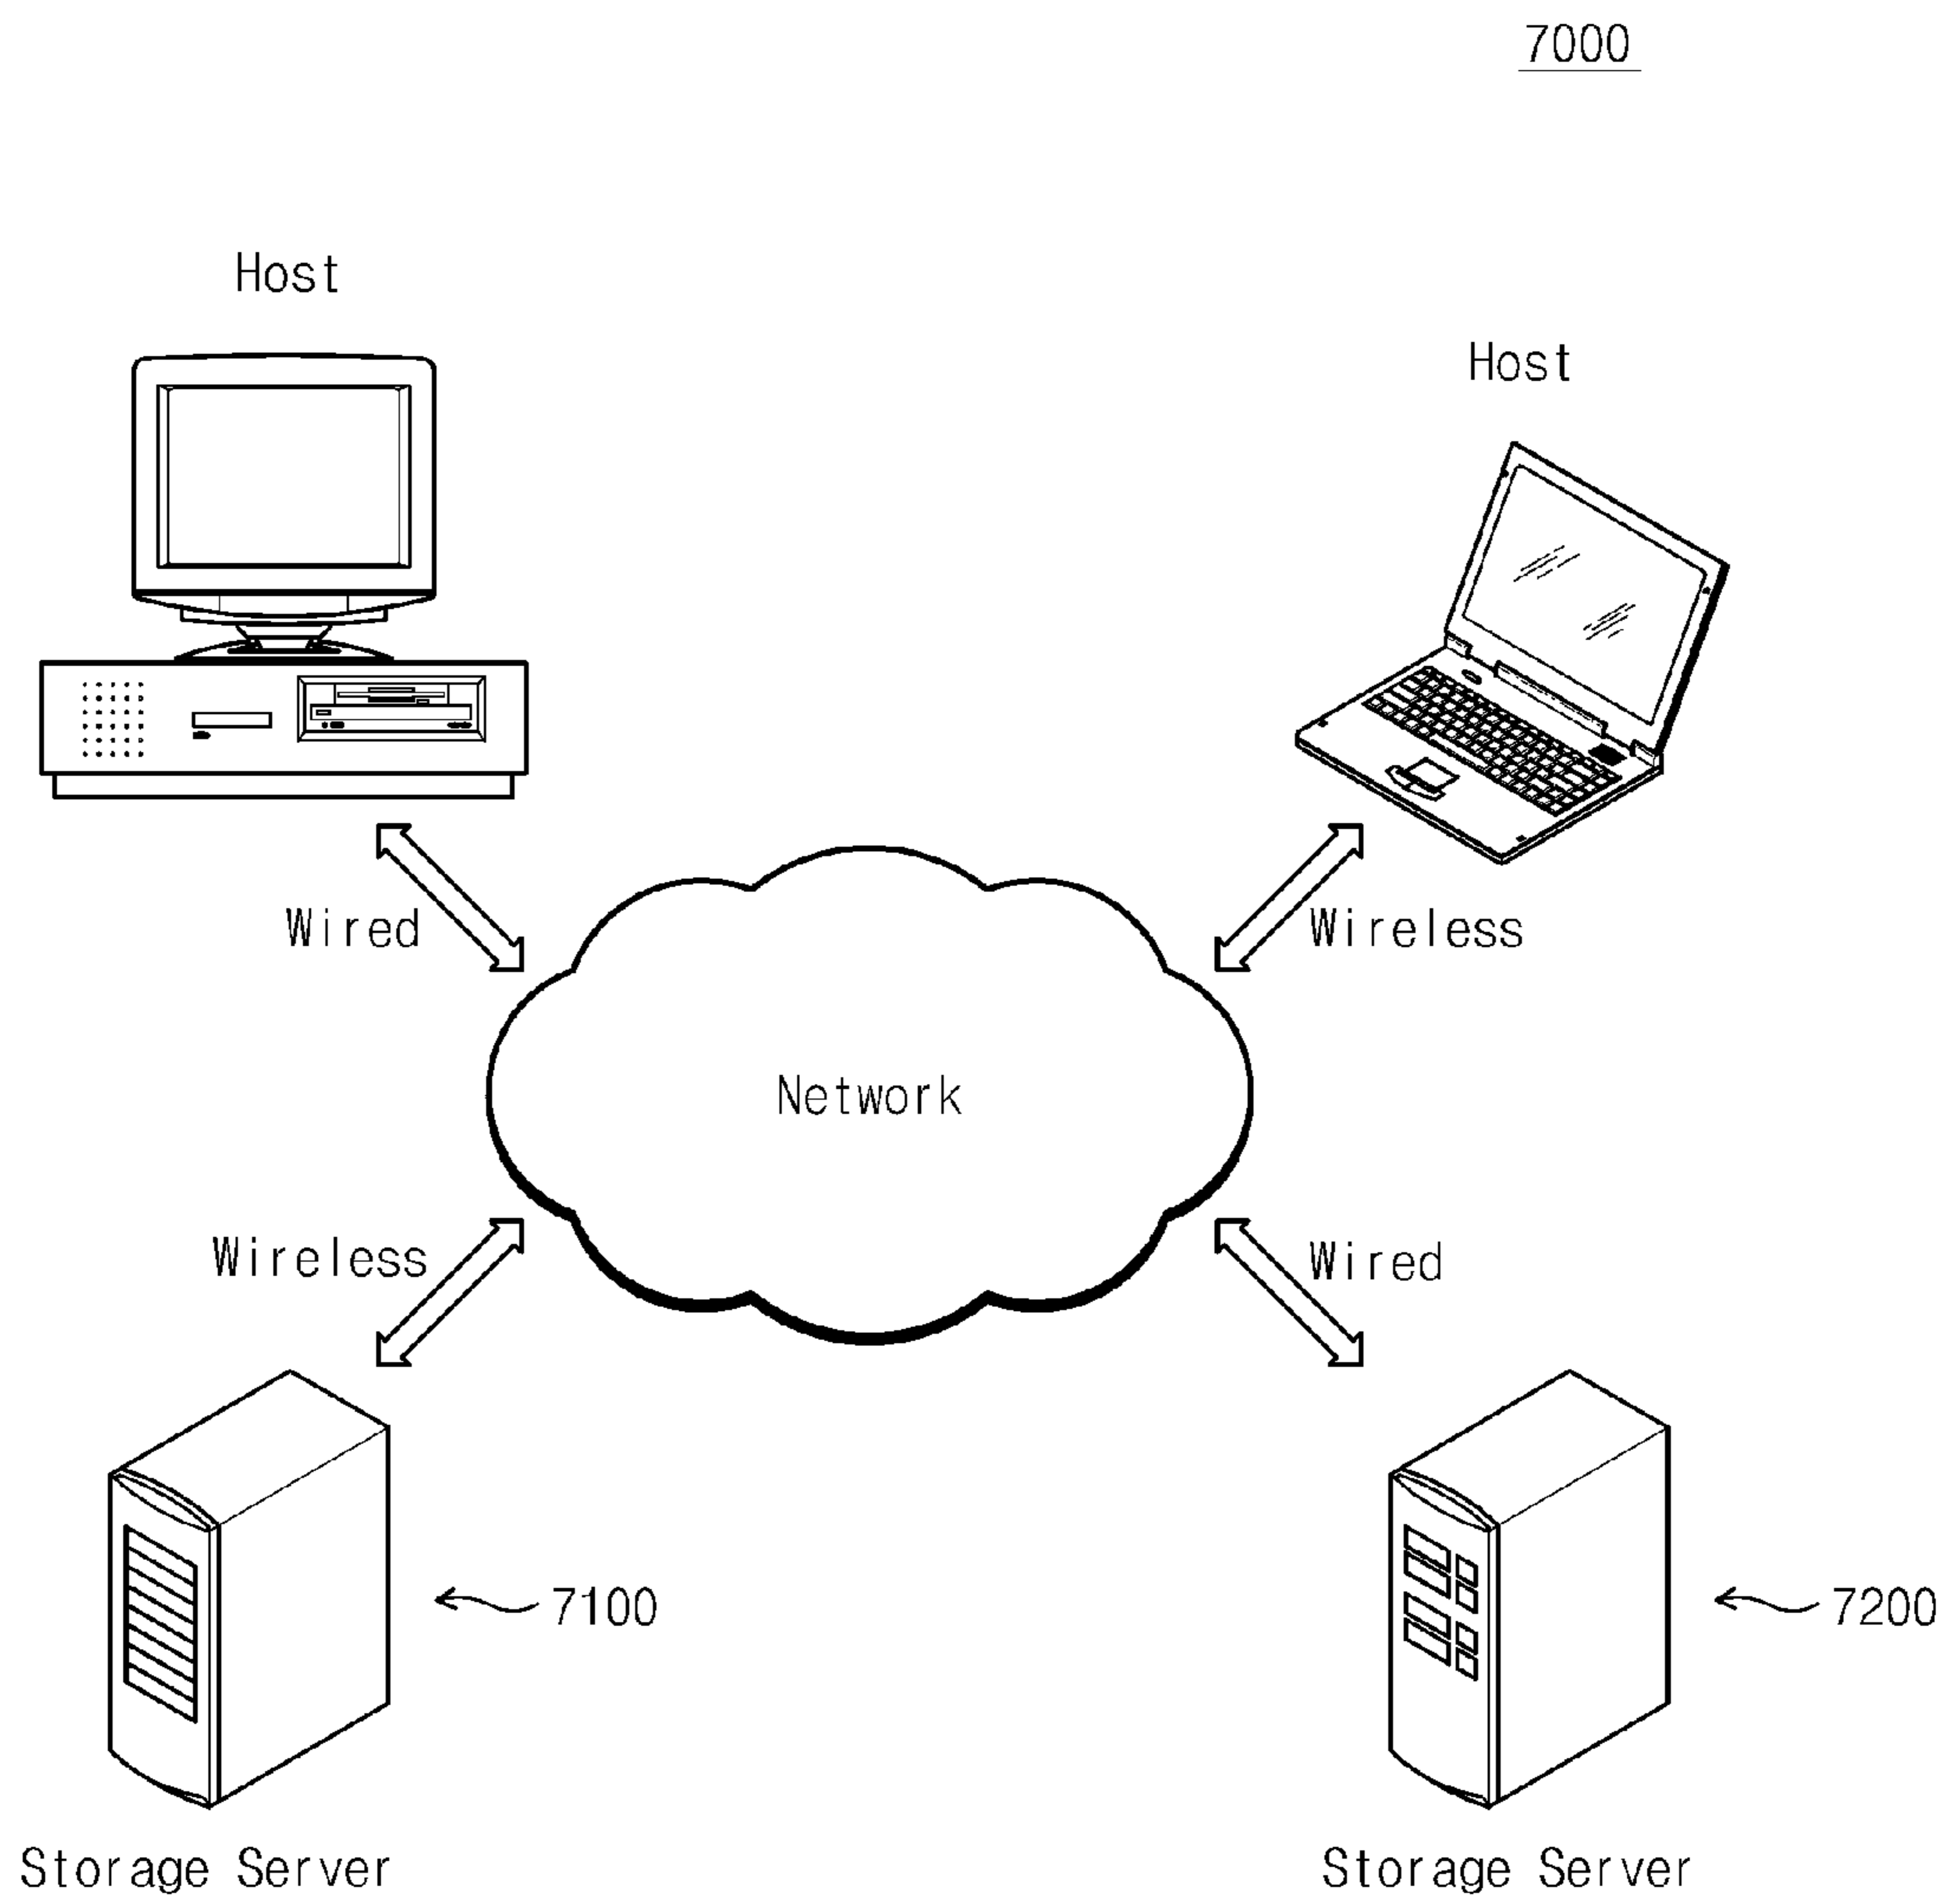 7000
Host
Host
Wired
Wireless
Network
Wireless
Wired
7100
7200
Storage Server
Storage Server